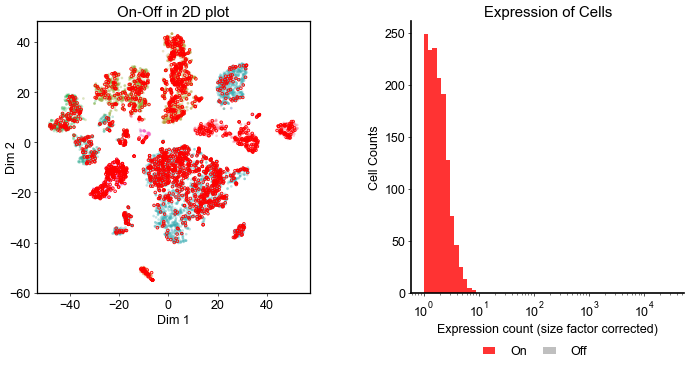 On-Off in 2D plot
Dim 2
40
20
0
−20
−40
−60
−40
−20
0
20
40
Dim 1
Expression of Cells
Cell Counts
250
200
150
100
50
0
10^0
10^1
10^2
10^3
10^4
Expression count (size factor corrected)
On
Off